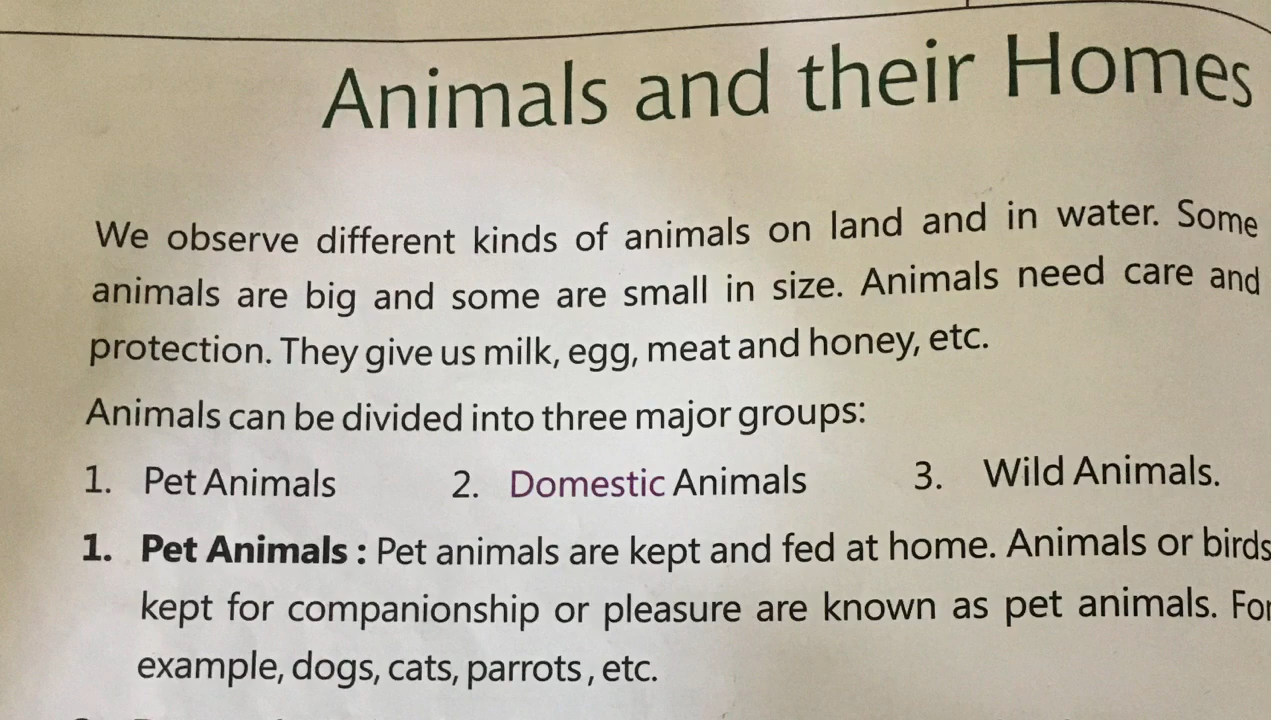 Animals and their Homes
We observe different kinds of animals on land and in water. Some
animals are big and some are small in size. Animals need care and
protection. They give us milk, egg, meat and honey, etc.
Animals can be divided into three major groups:
1. Pet Animals 2. Domestic Animals 3. Wild Animals.
1. Pet Animals : Pet animals are kept and fed at home. Animals or birds
kept for companionship or pleasure are known as pet animals. For
example, dogs, cats, parrots , etc.